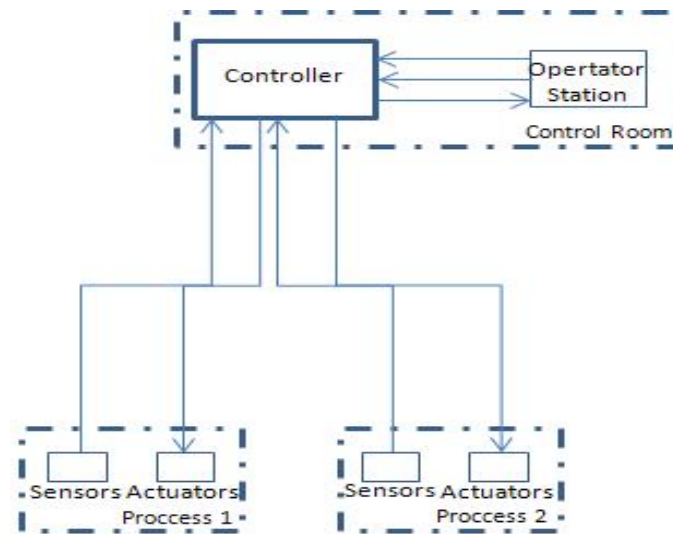 Controller
Opertator
Station
Control Room
Sensors Actuators
Proccess 1
Sensors Actuators
Proccess 2